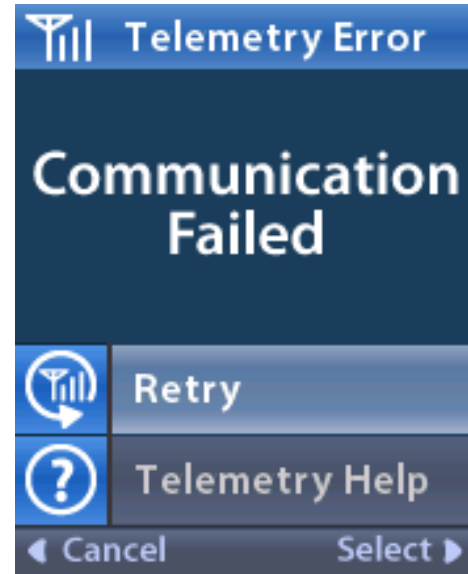 Telemetry Error
Communication
Failed
Retry
?
Telemetry Help
Cancel Select